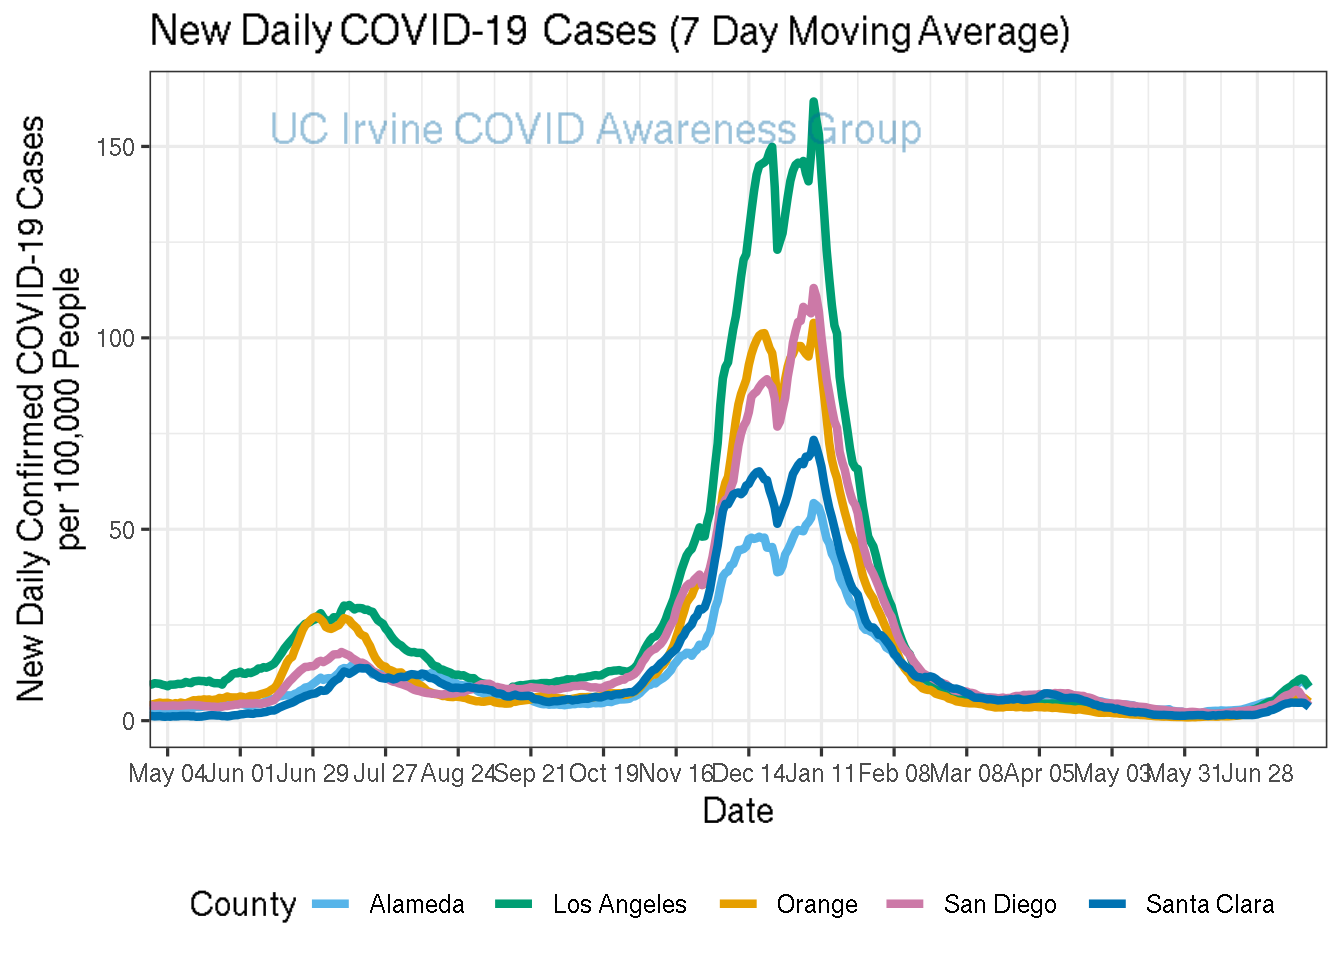 New Daily COVID-19 Cases (7 Day Moving Average)
UC Irvine COVID Awareness Group
New Daily Confirmed COVID-19 Cases
per 100,000 People
150
100
50
0
May 04 Jun 01 Jun 29 Jul 27 Aug 24 Sep 21 Oct 19 Nov 16 Dec 14 Jan 11 Feb 08 Mar 08 Apr 05 May 03 May 31 Jun 28
Date
County Alameda Los Angeles Orange San Diego Santa Clara